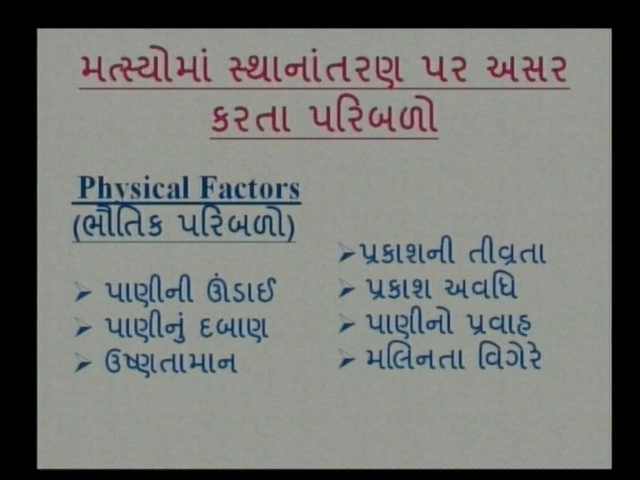 મત્સ્યોમાં સ્થાનાંતરણ પર અસર
કરતા પરિબળો
Physical Factors
(ભૌતિક પરિબળો)
➢ પાણીની ઊંડાઈ
➢ પાણીનું દબાણ
➢ ઉષ્ણતામાન
➢ પ્રકાશની તીવ્રતા
➢ પ્રકાશ અવધિ
➢ પાણીનો પ્રવાહ
➢ મલિનતા વિગેરે